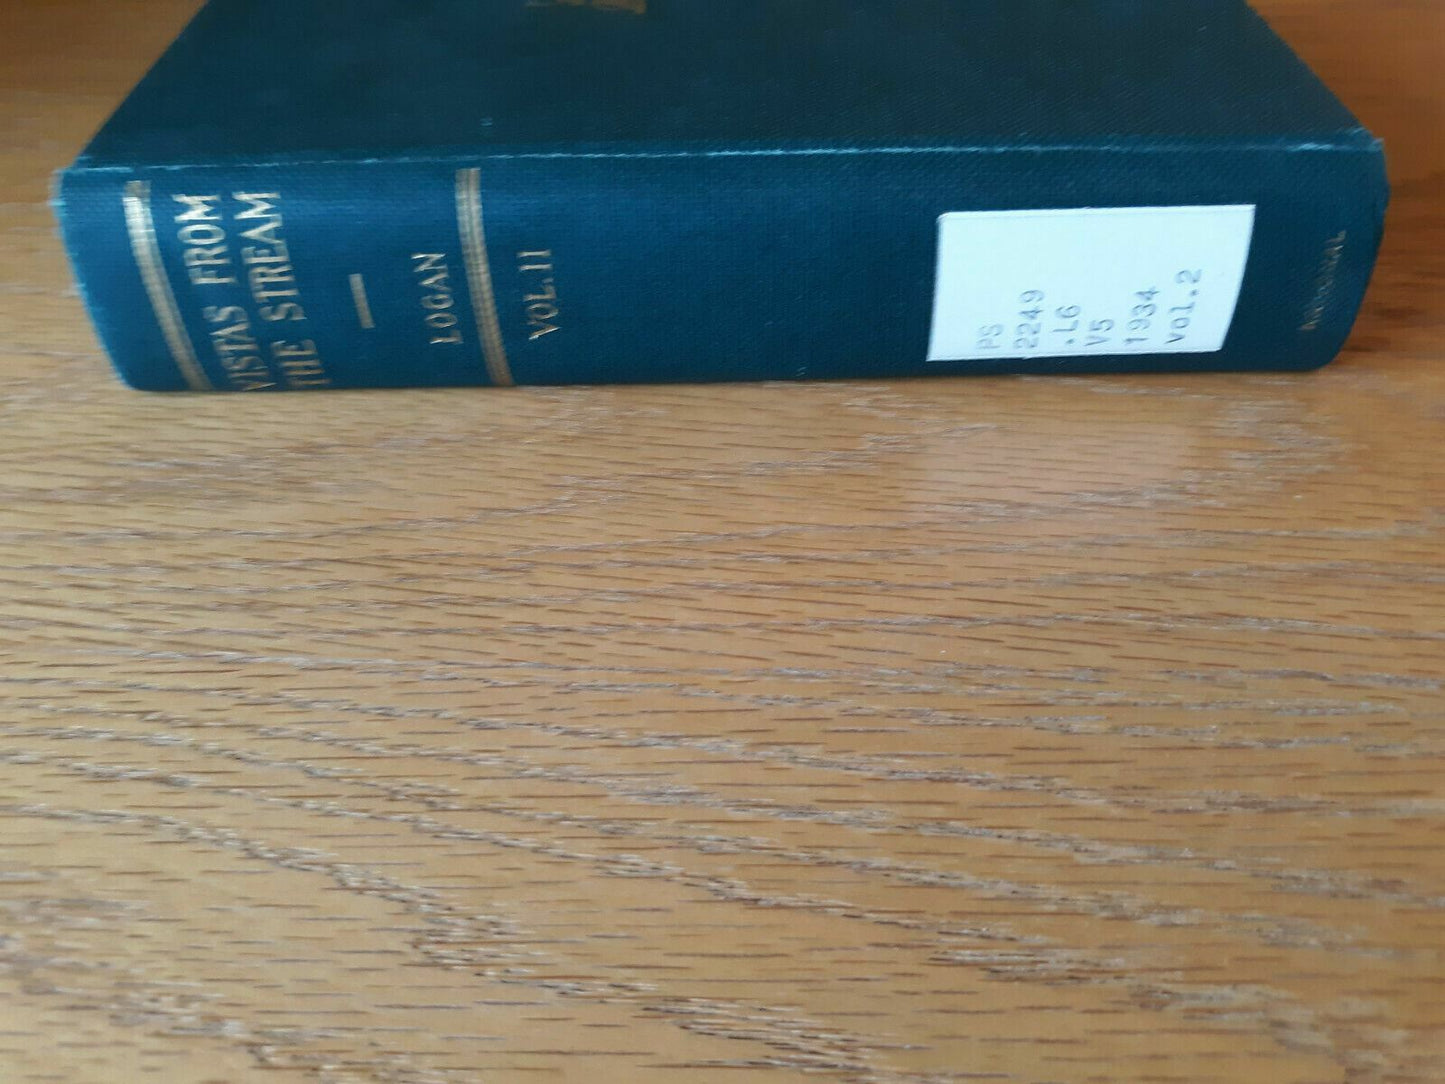 VISTAS FROM
THE STREAM
LOGAN
VOL. II
PS
2249
.L6
V5
1934
vol.2